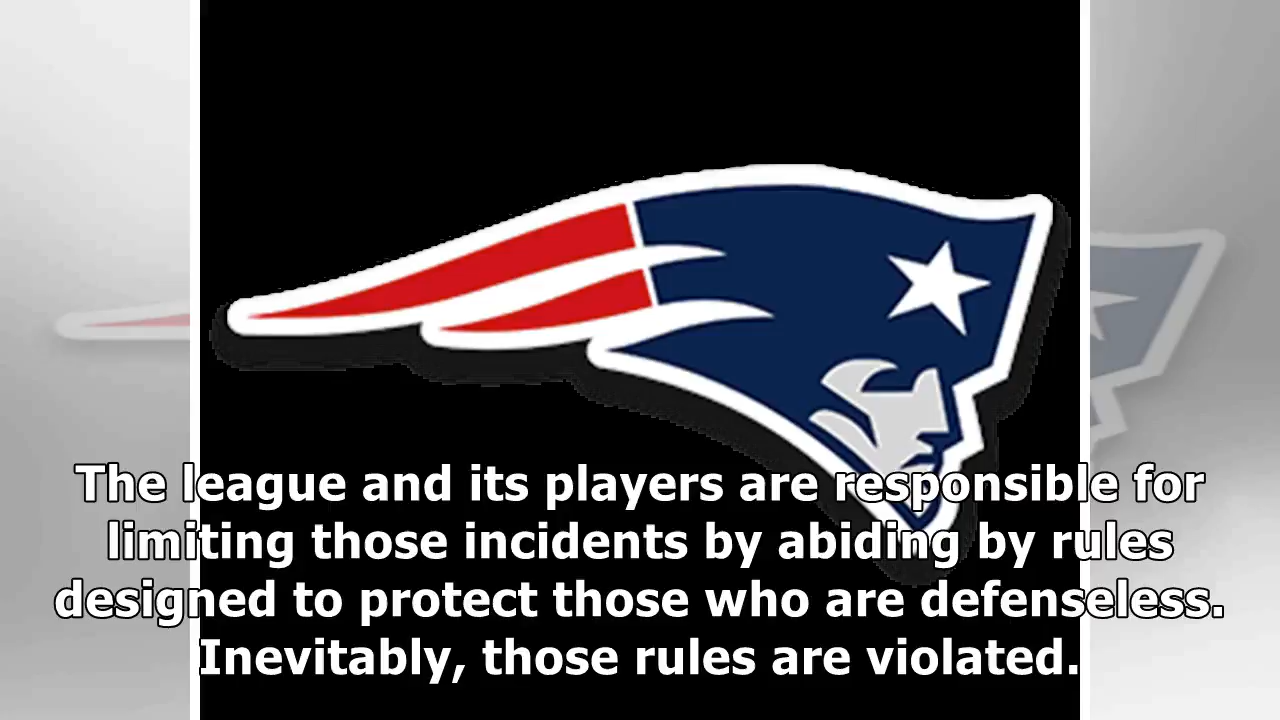 The league and its players are responsible for
limiting those incidents by abiding by rules
designed to protect those who are defenseless.
Inevitably, those rules are violated.